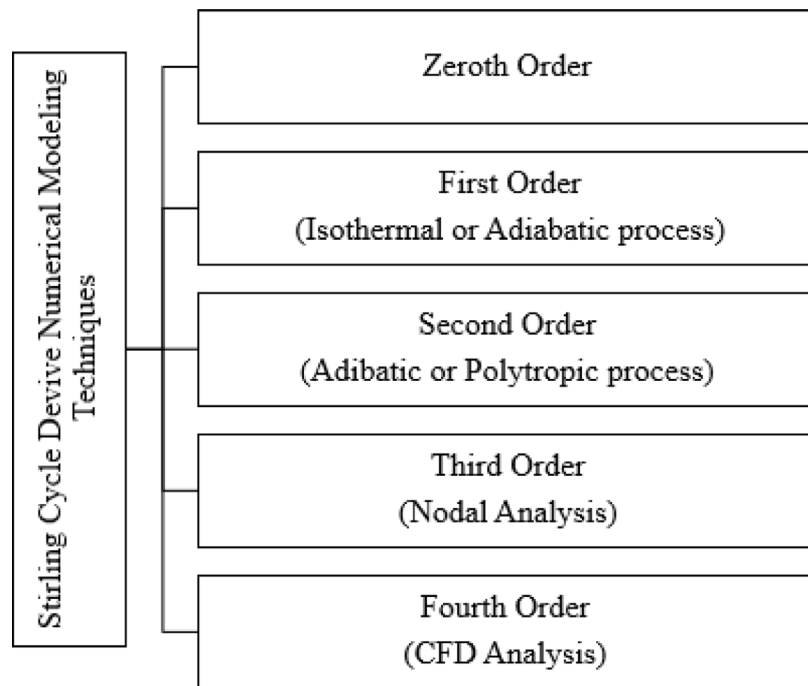 Stirling Cycle Devive Numerical Modeling
Techniques
Zeroth Order
First Order
(Isothermal or Adiabatic process)
Second Order
(Adibatic or Polytropic process)
Third Order
(Nodal Analysis)
Fourth Order
(CFD Analysis)